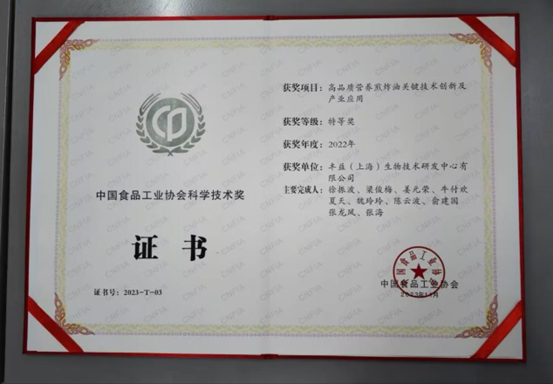 中国食品工业协会科学技术奖
证书
证书号：2023-T-03
获奖项目：高品质营养煎炸油关键技术创新及
产业应用
获奖等级：特等奖
获奖年度：2022年
获奖单位：丰益（上海）生物技术研发中心有
限公司
主要完成人：徐振波、梁俊梅、姜元荣、牛付欢
夏天、魏玲玲、陈云波、俞建国
张龙凤、张海
中国食品工业协会